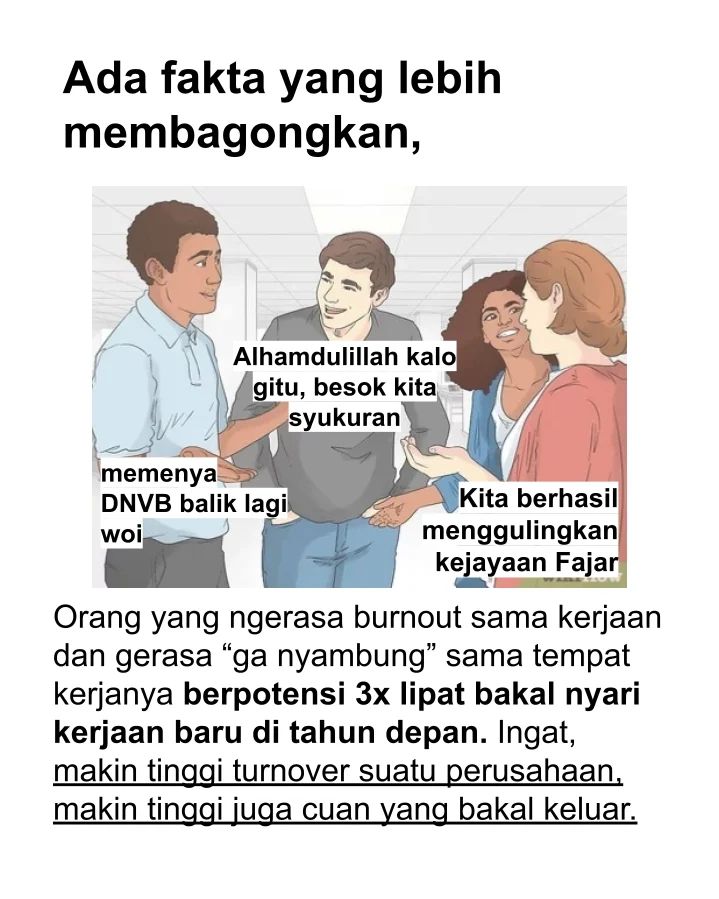 Ada fakta yang lebih
membagongkan,
Alhamdulillah kalo
gitu, besok kita
syukuran
memenya
DNVB balik lagi
woi
Kita berhasil
menggulingkan
kejayaan Fajar
wikiHow
Orang yang ngerasa burnout sama kerjaan
dan gerasa “ga nyambung” sama tempat
kerjanya berpotensi 3x lipat bakal nyari
kerjaan baru di tahun depan. Ingat,
makin tinggi turnover suatu perusahaan,
makin tinggi juga cuan yang bakal keluar.